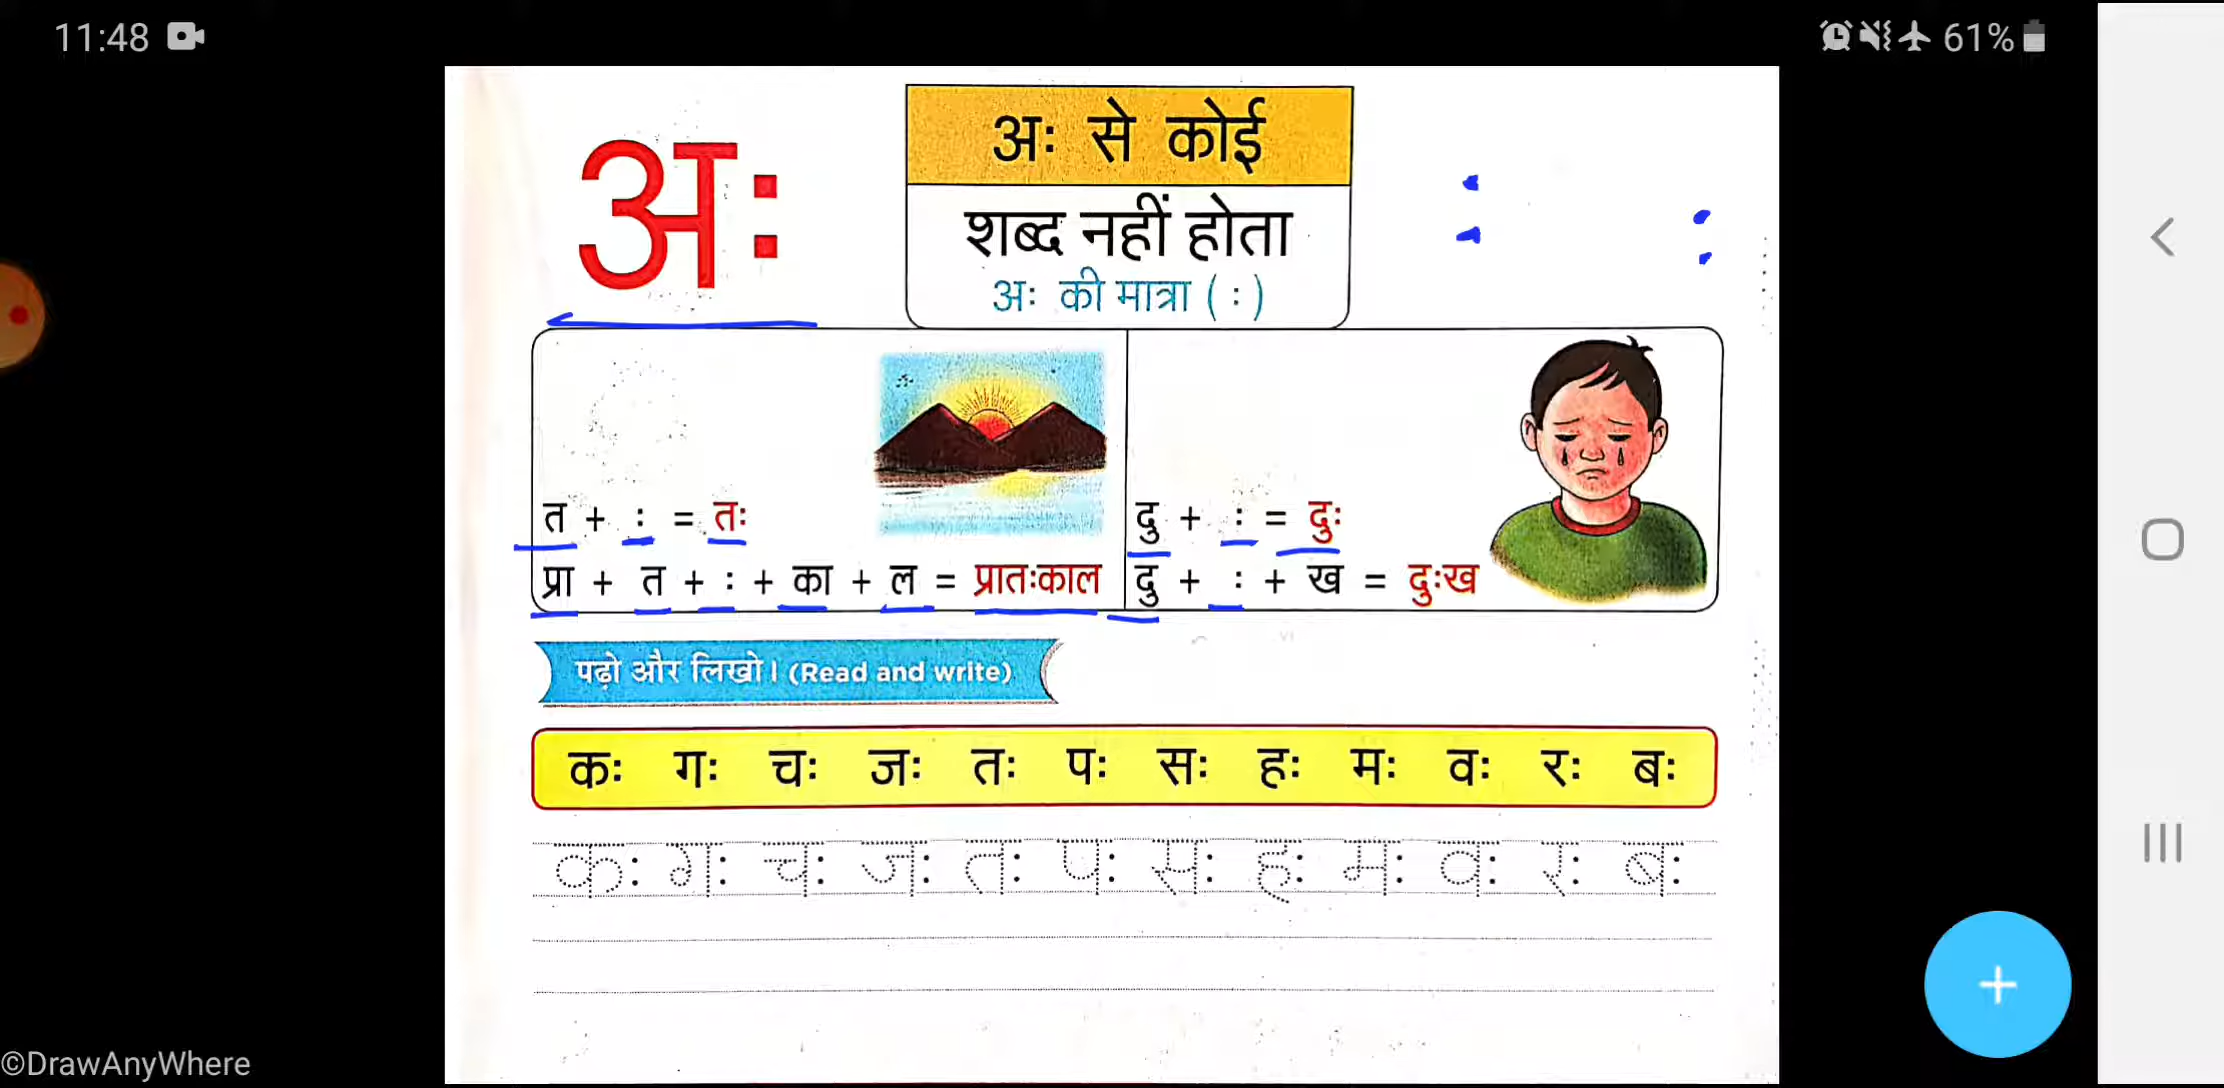 11:48
61%
अः
अः से कोई
शब्द नहीं होता
अः की मात्रा ( : )
त + : = तः
प्रा + त + : + का + ल = प्रातःकाल
दु + : = दुः
दु + : + ख = दुःख
पढ़ो और लिखो। (Read and write)
कः गः चः जः तः पः सः हः मः वः रः बः
कः गः चः जः तः पः सः हः मः वः रः बः
©DrawAnyWhere